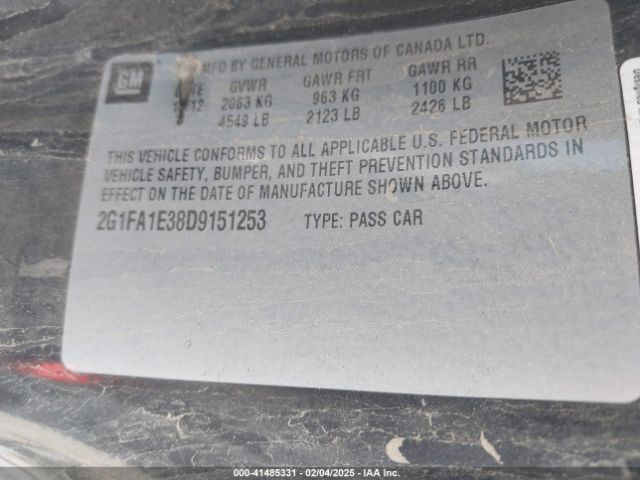 GM
MFD BY GENERAL MOTORS OF CANADA LTD.
GVWR GAWR FRT GAWR RR
12 2063 KG 963 KG 1100 KG
4549 LB 2123 LB 2426 LB
THIS VEHICLE CONFORMS TO ALL APPLICABLE U.S. FEDERAL MOTOR
VEHICLE SAFETY, BUMPER, AND THEFT PREVENTION STANDARDS IN
EFFECT ON THE DATE OF MANUFACTURE SHOWN ABOVE.
2G1FA1E38D9151253 TYPE: PASS CAR
000-41485331 - 02/04/2025 - IAA Inc.